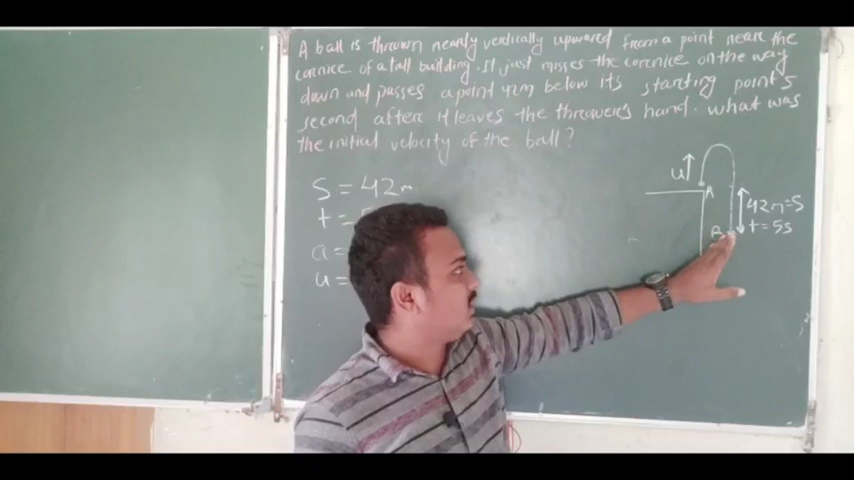 A ball is thrown nearly vertically upward from a point near the
cornice of a tall building. It just misses the cornice on the way
down and passes a point 42m below its starting point 5
second after it leaves the thrower's hand. What was
the initial velocity of the ball?
S = 42m
t =
a =
u =
u
A
42m=S
B
t=5s